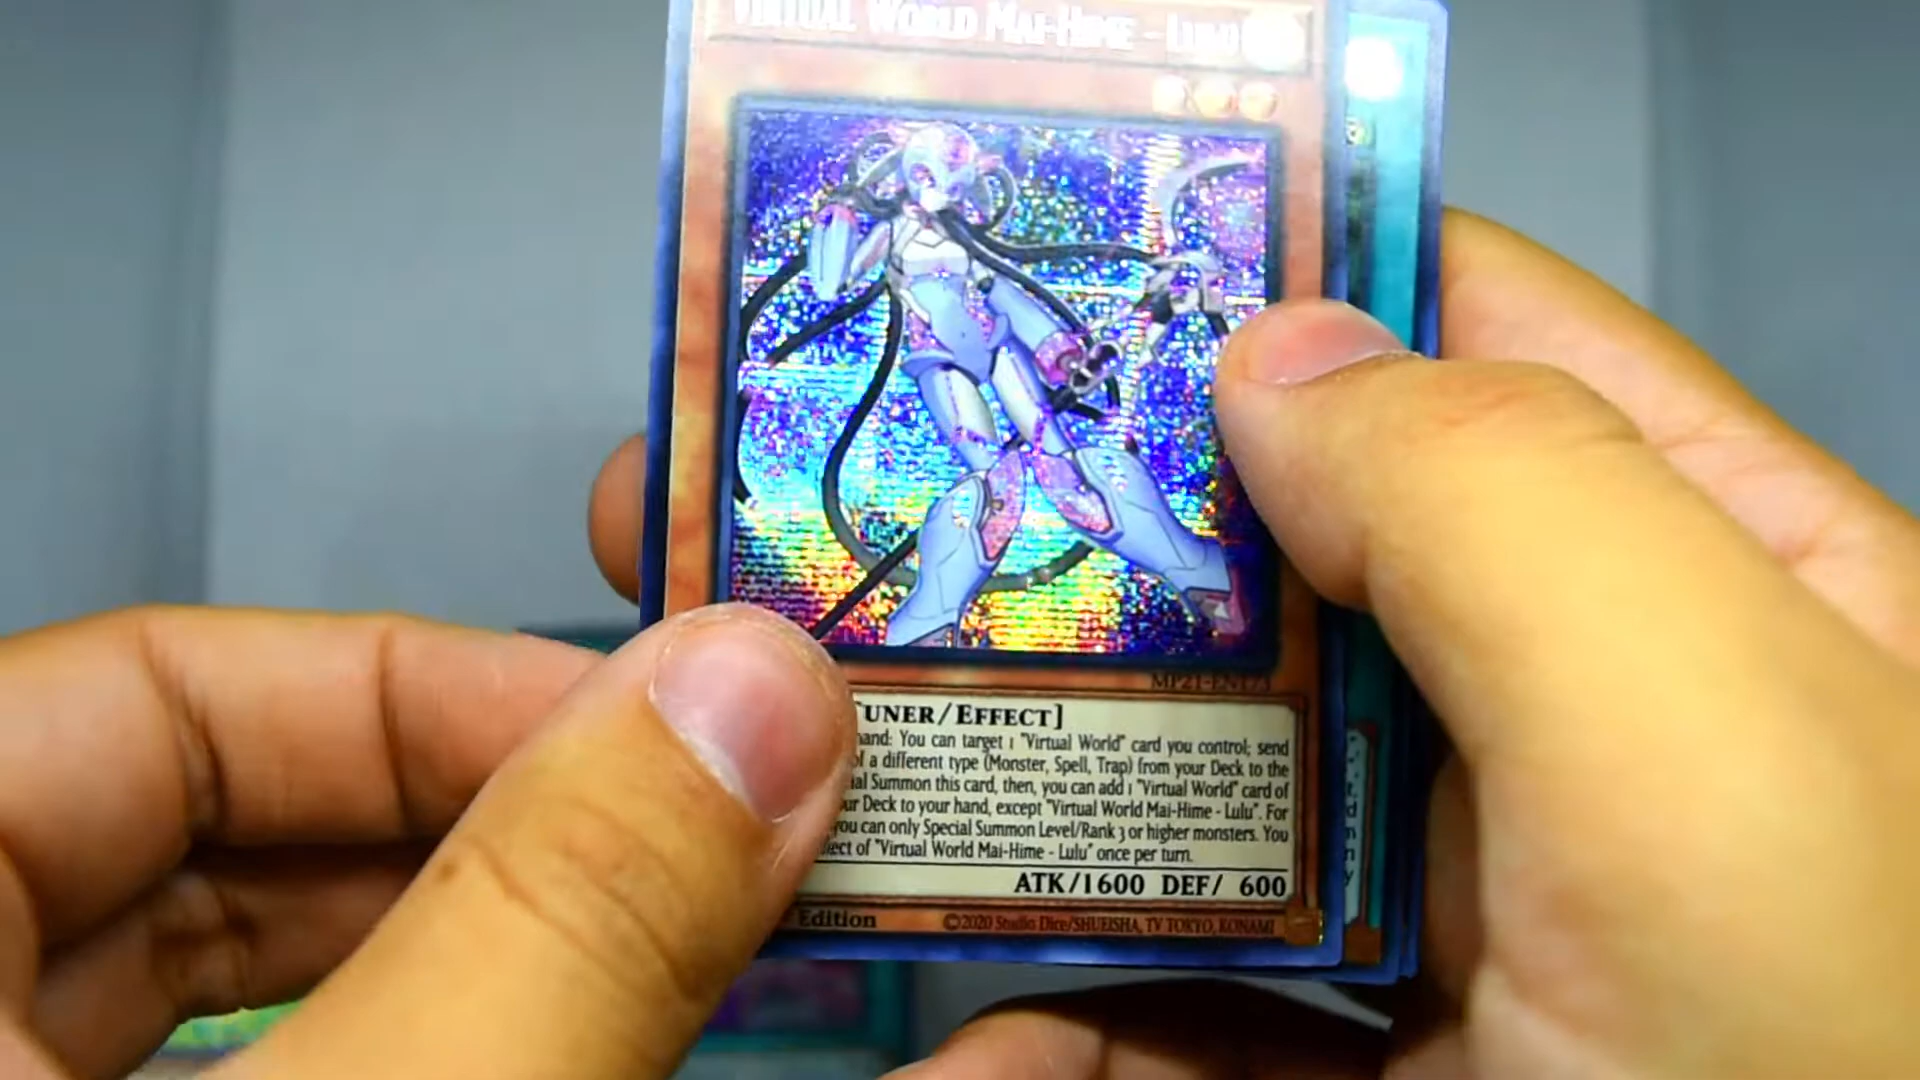 VIRTUAL WORLD MAI-HIME - LULU
MP21-EN173
TUNER/EFFECT]
hand: You can target 1 "Virtual World" card you control; send
of a different type (Monster, Spell, Trap) from your Deck to the
ial Summon this card, then, you can add 1 "Virtual World" card of
ur Deck to your hand, except "Virtual World Mai-Hime - Lulu". For
you can only Special Summon Level/Rank 3 or higher monsters. You
ect of "Virtual World Mai-Hime - Lulu" once per turn.
ATK/1600 DEF/ 600
Edition
©2020 Studio Dice/SHUEISHA, TV TOKYO, KONAMI